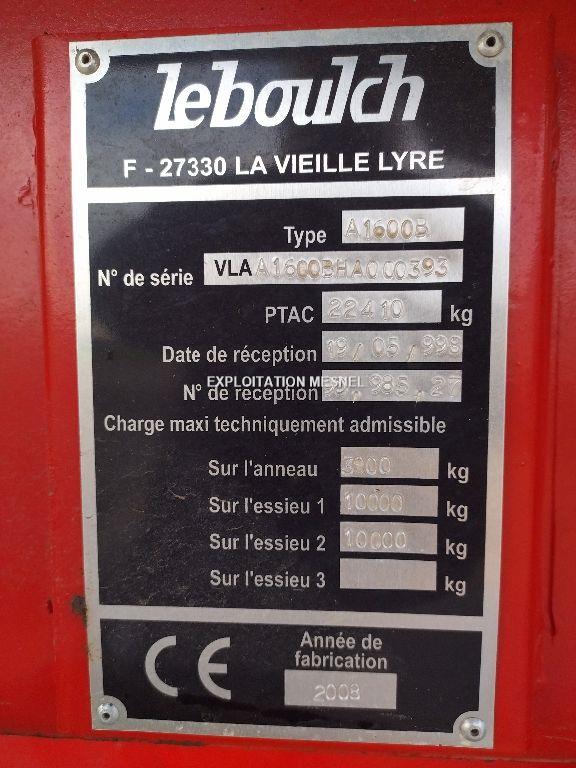 leboulch
F - 27330 LA VIEILLE LYRE
Type A1600B
N° de série VLA A1600BHA000393
PTAC 22410 kg
Date de réception 19/05,998
EXPLOITATION MESNEL
N° de réception ,985,27
Charge maxi techniquement admissible
Sur l'anneau kg
Sur l'essieu 1 10000 kg
Sur l'essieu 2 10000 kg
Sur l'essieu 3 kg
CE
Année de
fabrication
2008